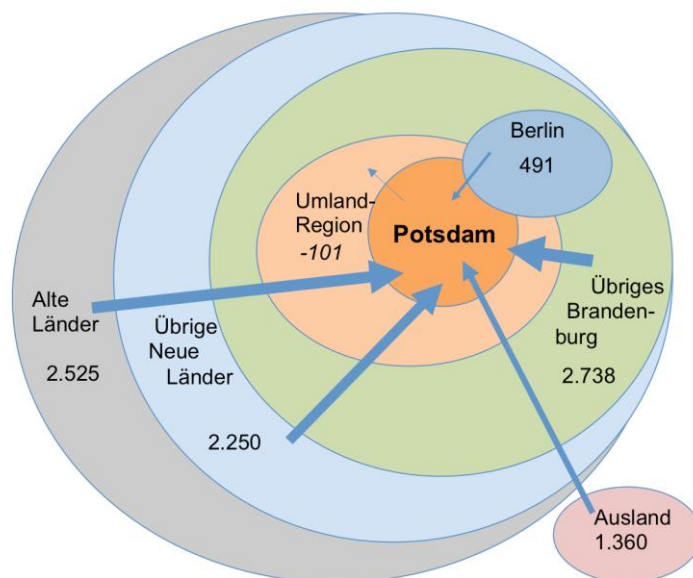 Berlin
491
Umland-
Region
-101
Potsdam
Alte
Länder
2.525
Übrige
Neue
Länder
2.250
Übriges
Branden-
burg
2.738
Ausland
1.360